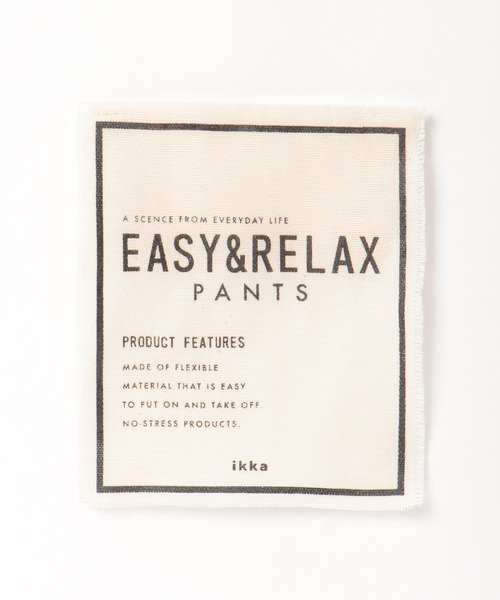 A SCENCE FROM EVERYDAY LIFE
EASY&RELAX
PANTS
PRODUCT FEATURES
MADE OF FLEXIBLE
MATERIAL THAT IS EASY
TO PUT ON AND TAKE OFF.
NO-STRESS PRODUCTS.
ikka